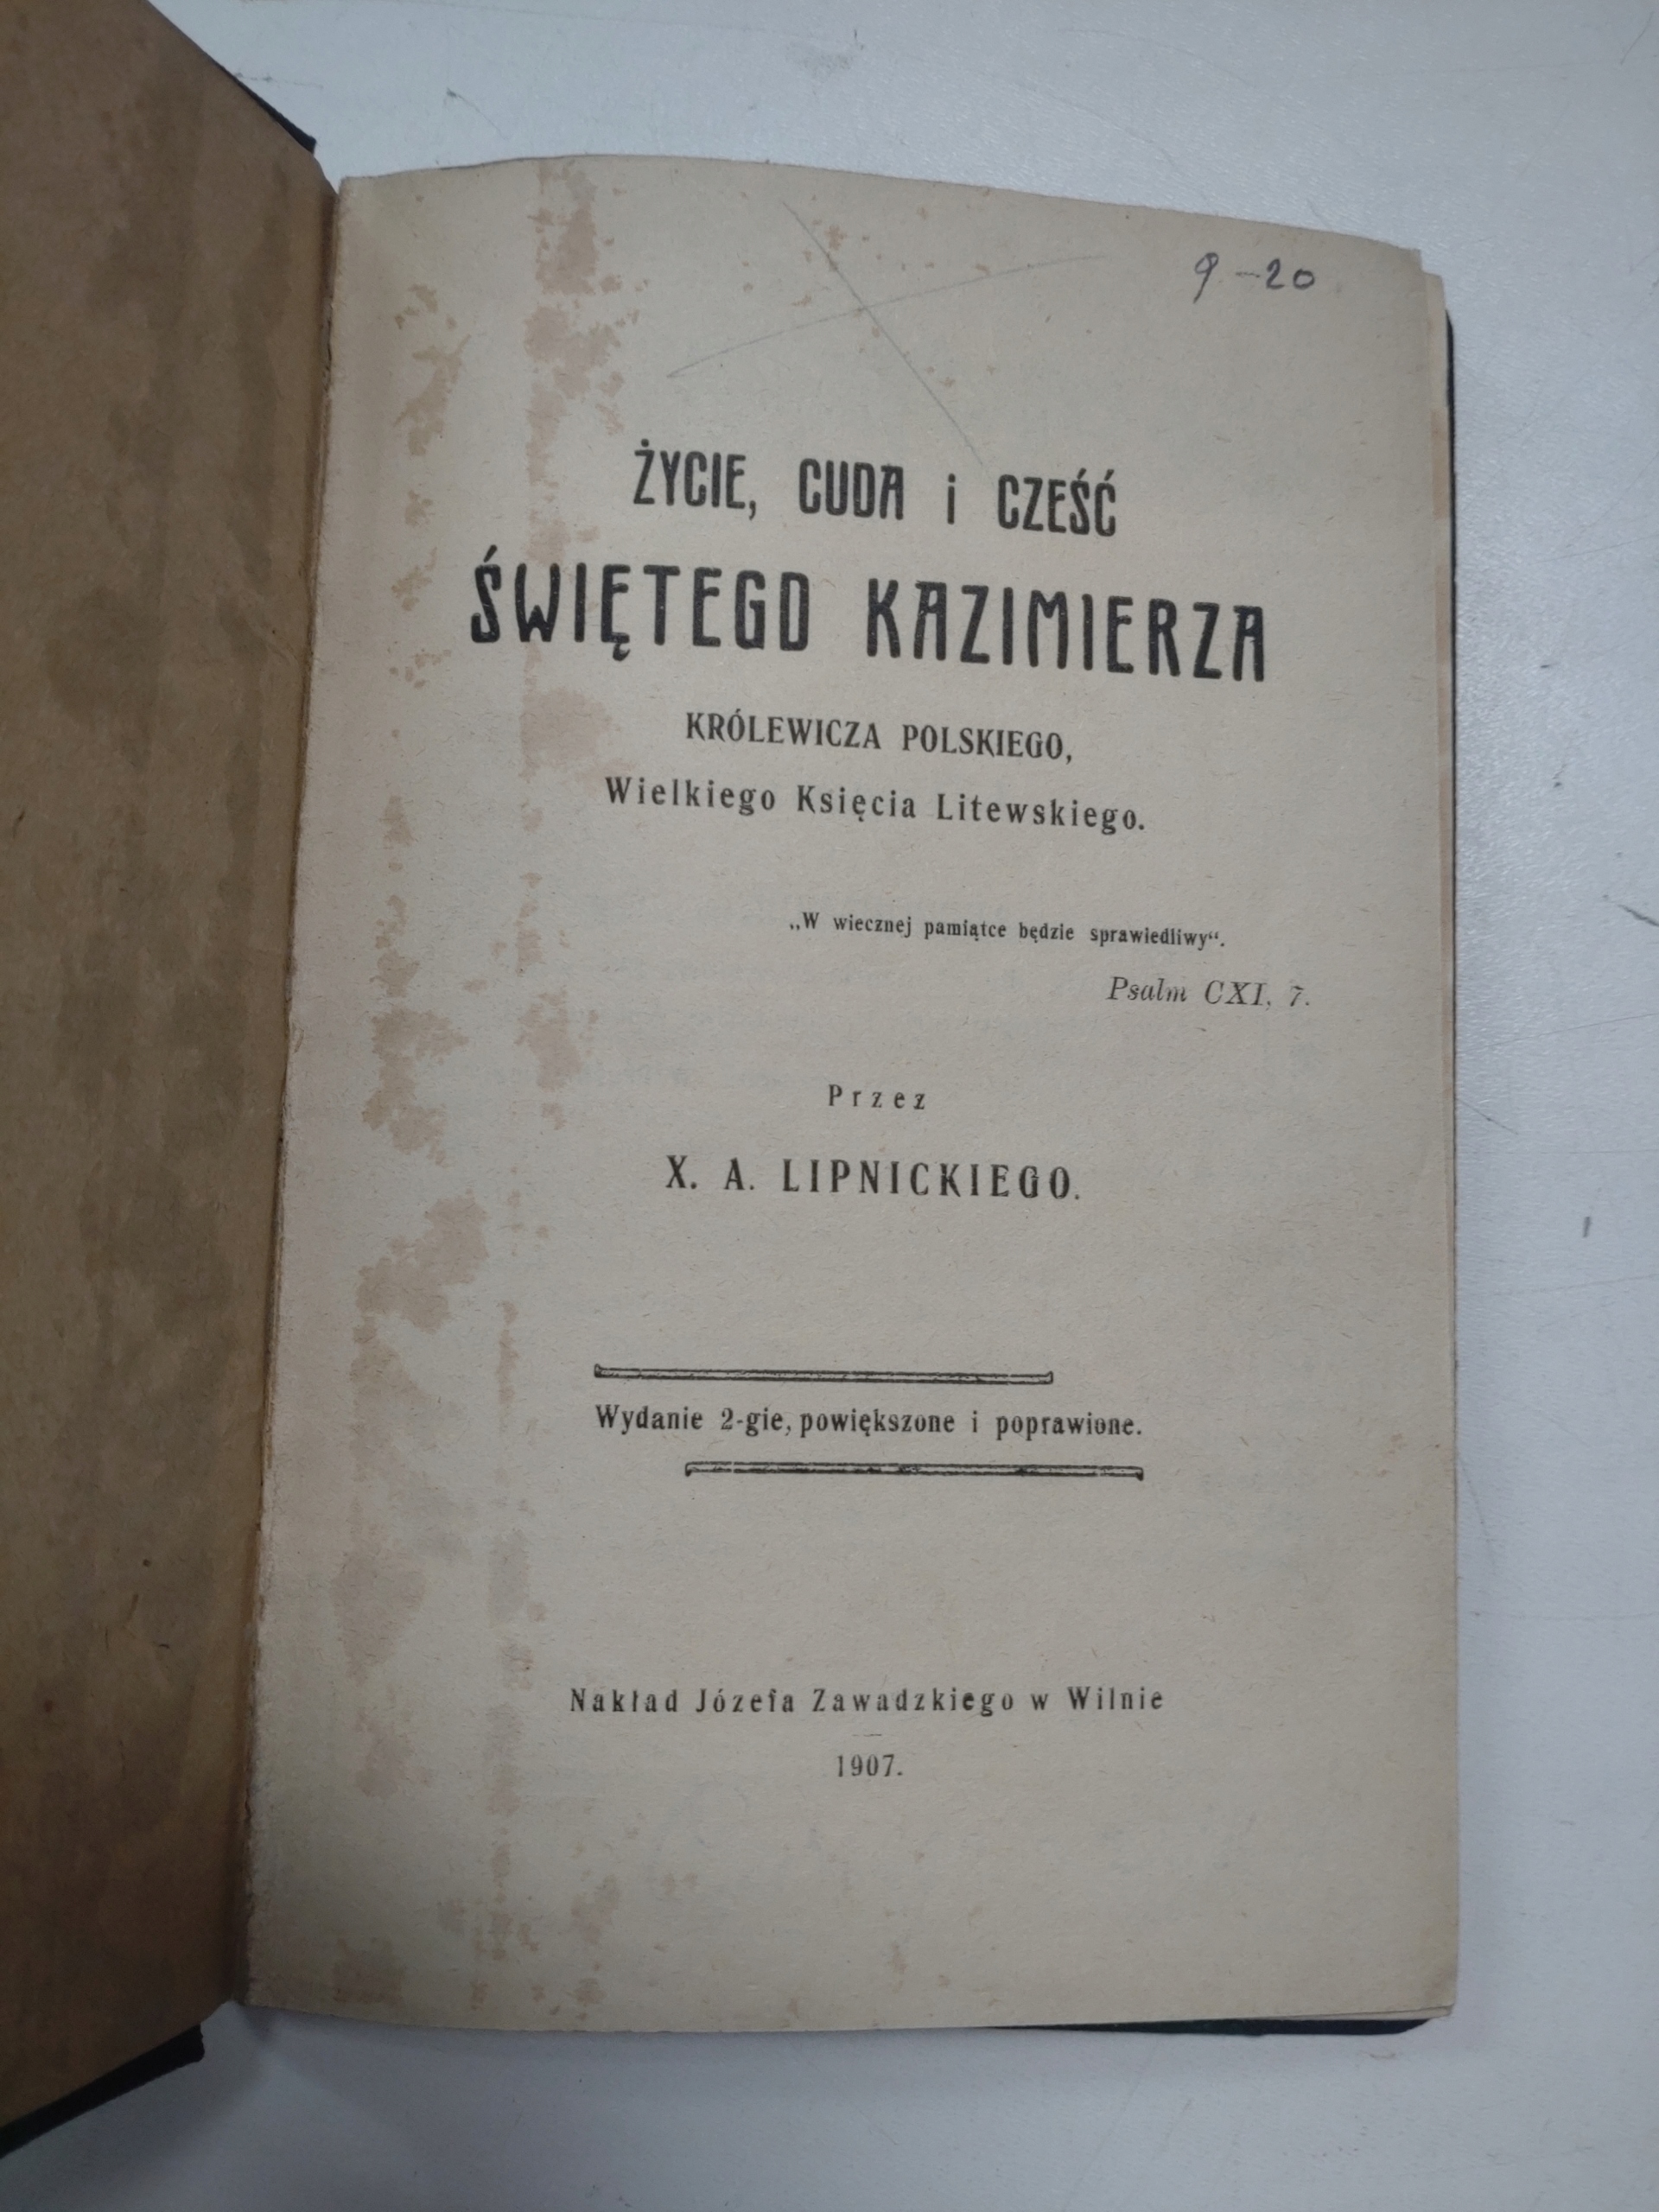 9-20
ŻYCIE, CUDA i CZEŚĆ
ŚWIĘTEGO KAZIMIERZA
KRÓLEWICZA POLSKIEGO,
Wielkiego Księcia Litewskiego.
„W wiecznej pamiątce będzie sprawiedliwy“.
Psalm CXI, 7.
Przez
X. A. LIPNICKIEGO.
Wydanie 2-gie, powiększone i poprawione.
Nakład Józefa Zawadzkiego w Wilnie
1907.